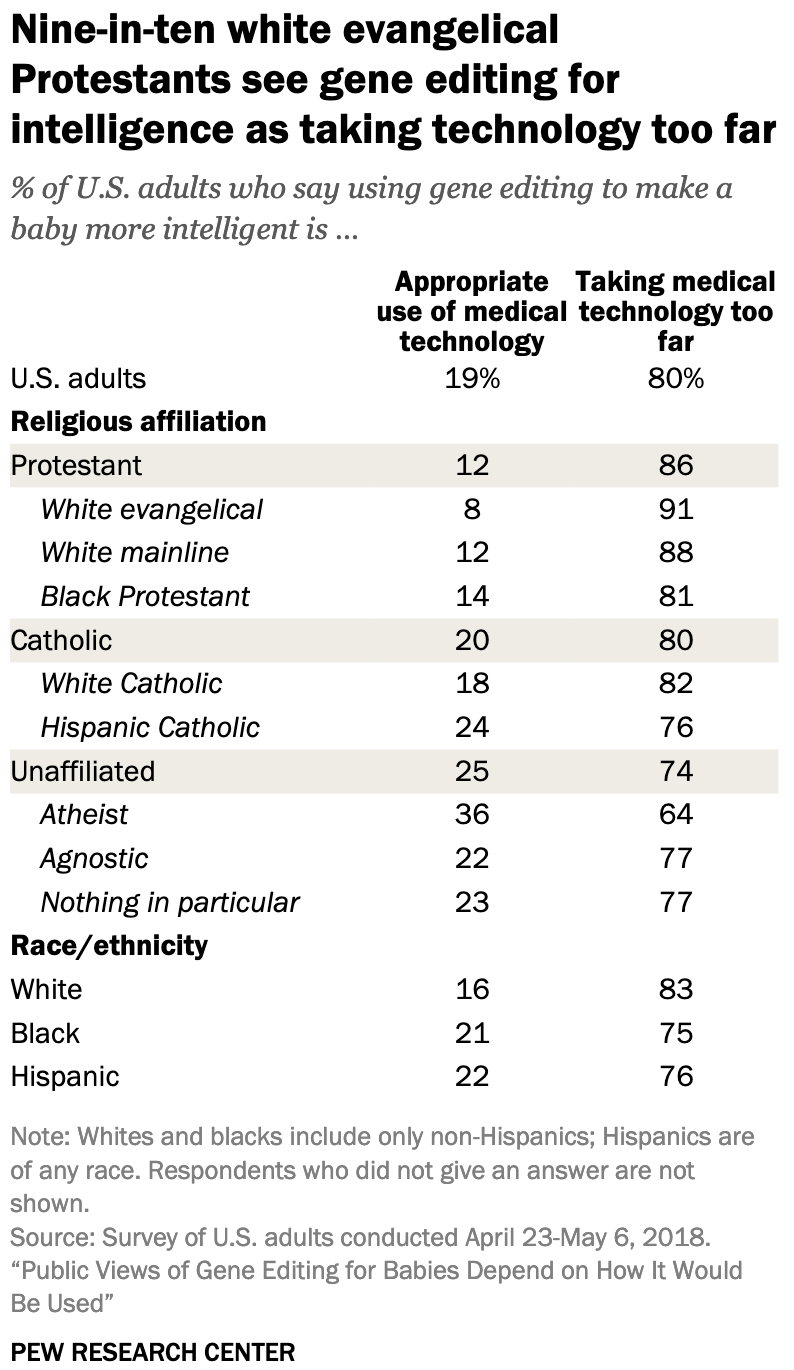 Nine-in-ten white evangelical
Protestants see gene editing for
intelligence as taking technology too far
% of U.S. adults who say using gene editing to make a
baby more intelligent is ...
Appropriate Taking medical
use of medical technology too
technology far
U.S. adults 19% 80%
Religious affiliation
Protestant 12 86
White evangelical 8 91
White mainline 12 88
Black Protestant 14 81
Catholic 20 80
White Catholic 18 82
Hispanic Catholic 24 76
Unaffiliated 25 74
Atheist 36 64
Agnostic 22 77
Nothing in particular 23 77
Race/ethnicity
White 16 83
Black 21 75
Hispanic 22 76
Note: Whites and blacks include only non-Hispanics; Hispanics are
of any race. Respondents who did not give an answer are not
shown.
Source: Survey of U.S. adults conducted April 23-May 6, 2018.
“Public Views of Gene Editing for Babies Depend on How It Would
Be Used”
PEW RESEARCH CENTER